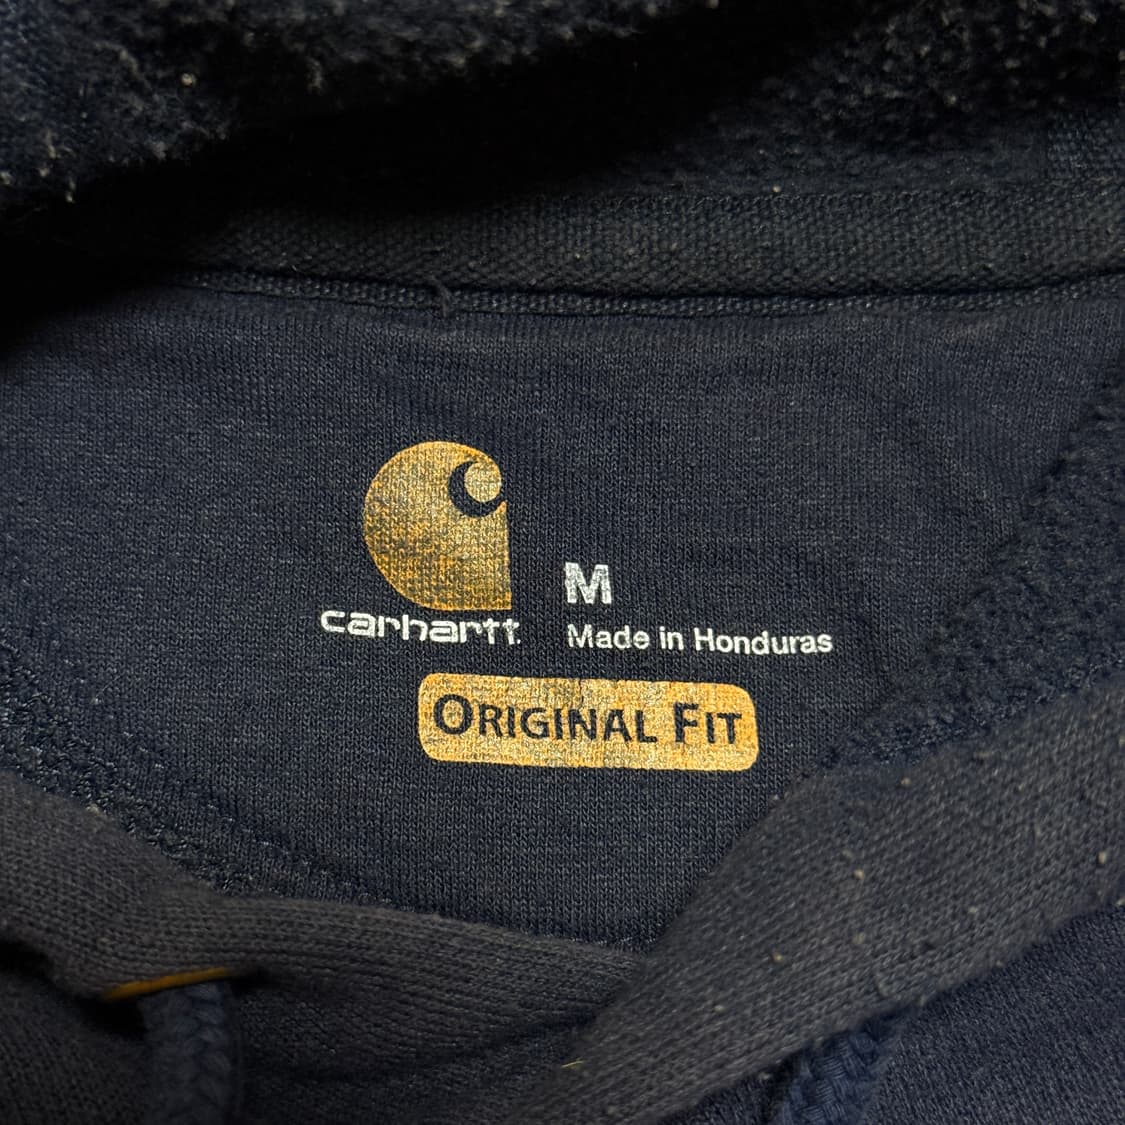 carhartt.
M
Made in Honduras
ORIGINAL FIT